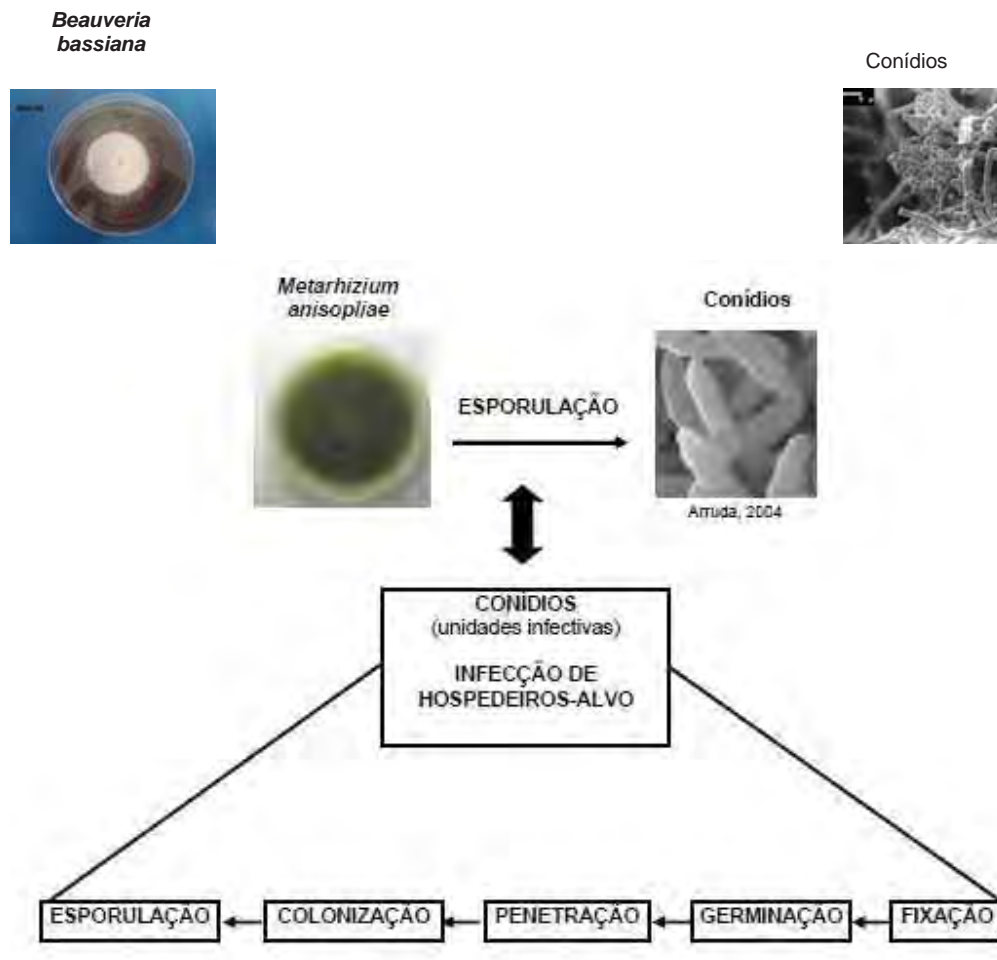 Beauveria
bassiana
Conídios
Metarhizium
anisopliae
Conídios
ESPORULAÇÃO
Arruda, 2004
CONÍDIOS
(unidades infectivas)
INFECÇÃO DE
HOSPEDEIROS-ALVO
ESPORULAÇÃO
COLONIZAÇÃO
PENETRAÇÃO
GERMINAÇÃO
FIXAÇÃO